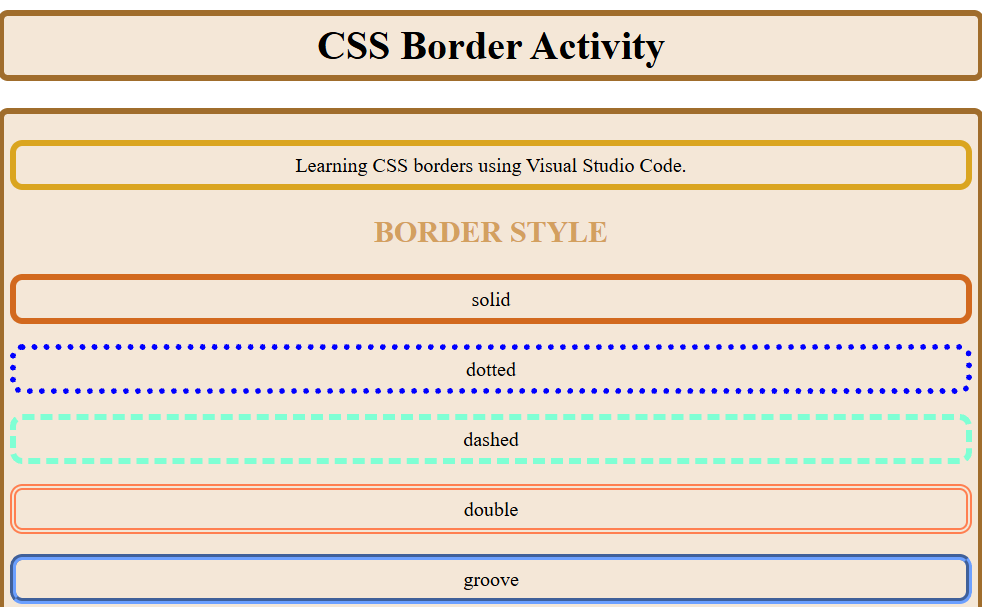 CSS Border Activity
Learning CSS borders using Visual Studio Code.
BORDER STYLE
solid
dotted
dashed
double
groove